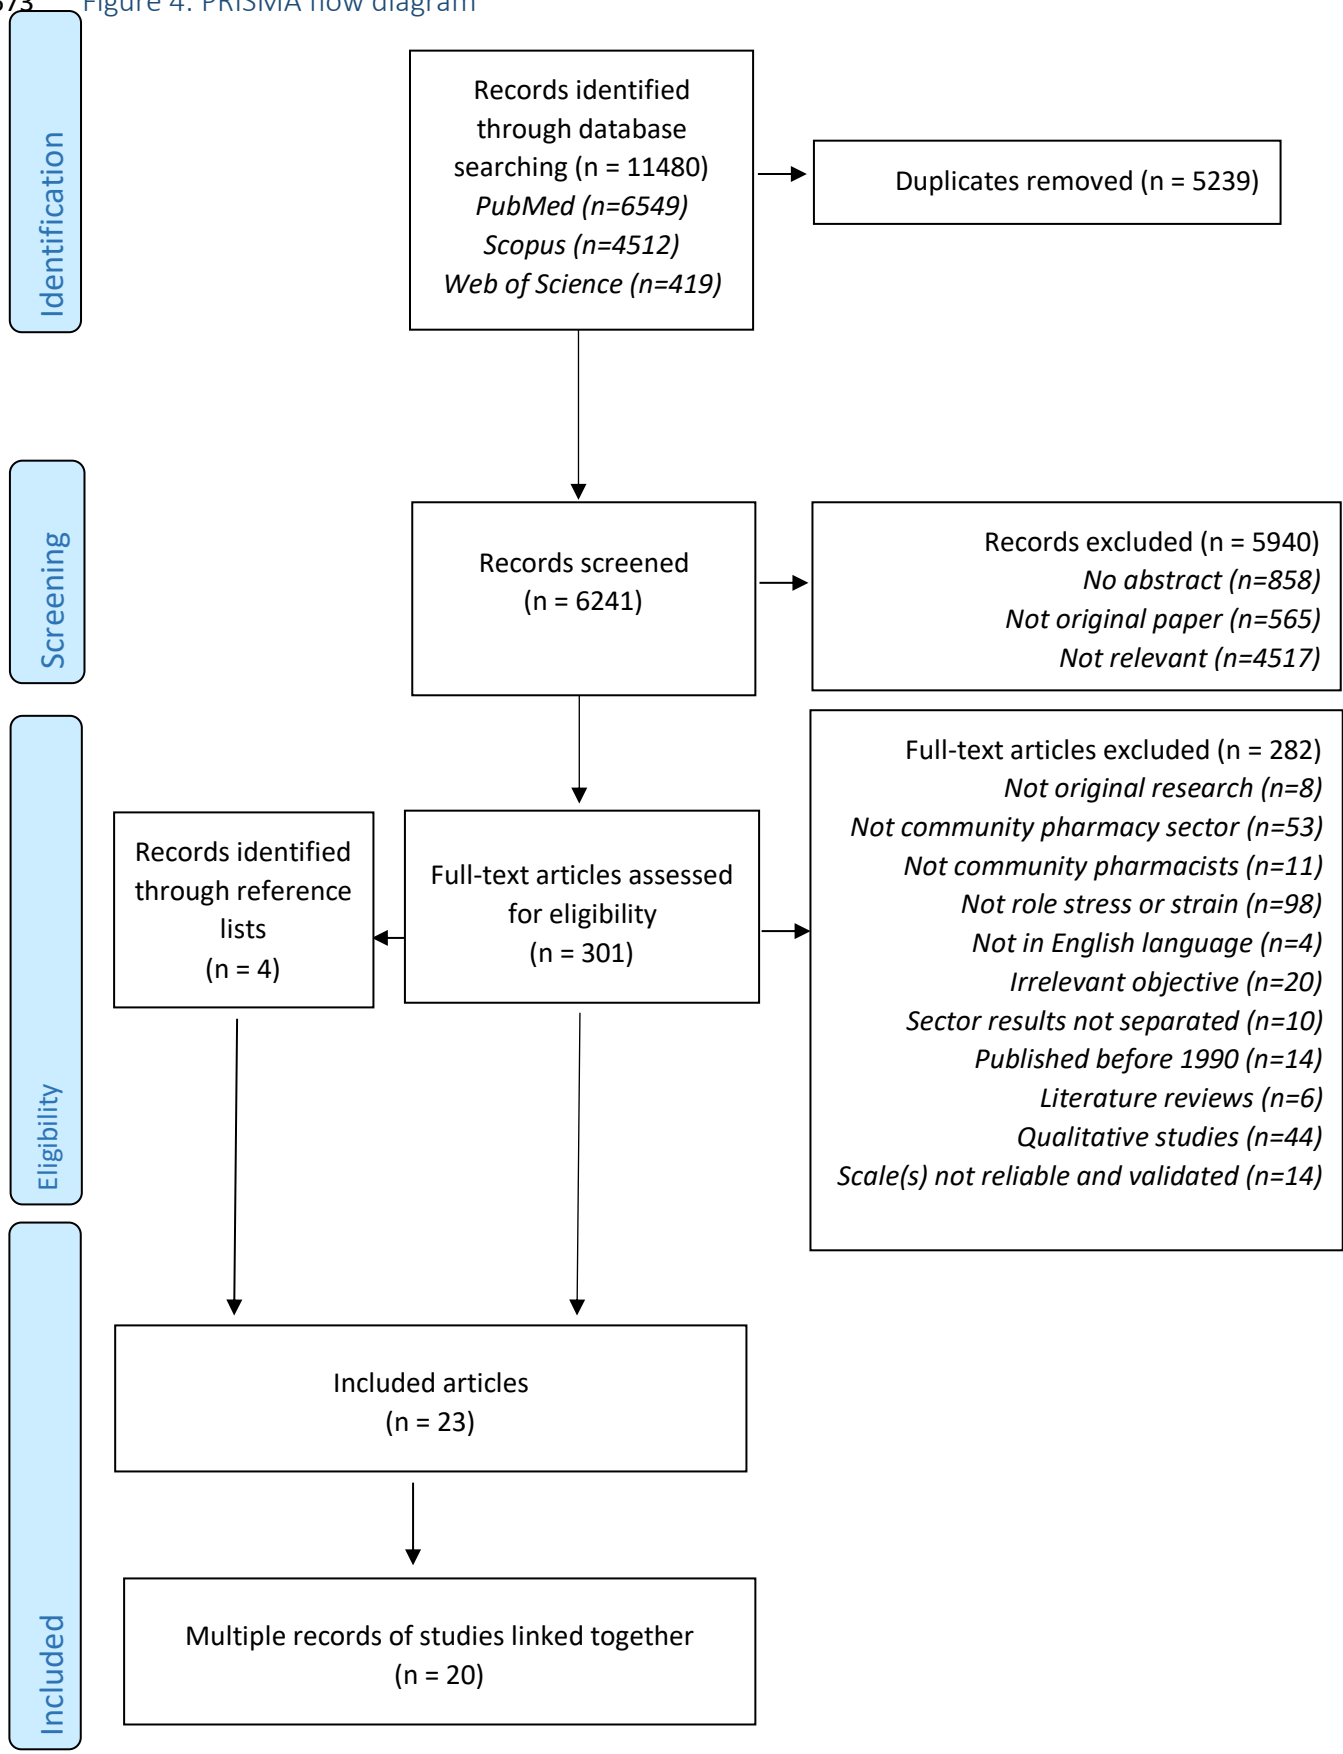 Figure 4. PRISMA flow diagram
Identification
Records identified
through database
searching (n = 11480)
PubMed (n=6549)
Scopus (n=4512)
Web of Science (n=419)
Duplicates removed (n = 5239)
Screening
Records screened
(n = 6241)
Records excluded (n = 5940)
No abstract (n=858)
Not original paper (n=565)
Not relevant (n=4517)
Eligibility
Records identified
through reference
lists
(n = 4)
Full-text articles assessed
for eligibility
(n = 301)
Full-text articles excluded (n = 282)
Not original research (n=8)
Not community pharmacy sector (n=53)
Not community pharmacists (n=11)
Not role stress or strain (n=98)
Not in English language (n=4)
Irrelevant objective (n=20)
Sector results not separated (n=10)
Published before 1990 (n=14)
Literature reviews (n=6)
Qualitative studies (n=44)
Scale(s) not reliable and validated (n=14)
Included
Included articles
(n = 23)
Multiple records of studies linked together
(n = 20)